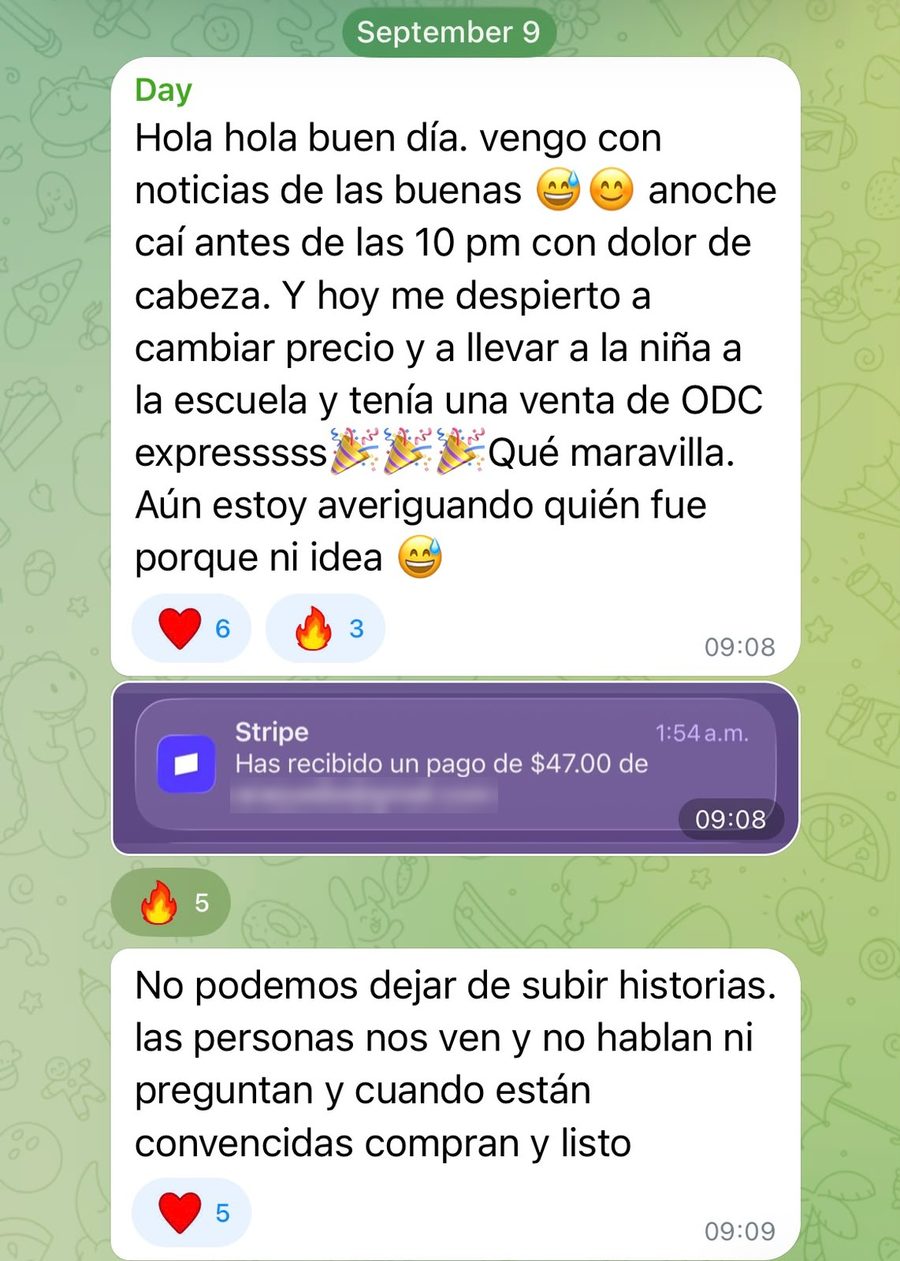 September 9
Day
Hola hola buen día. vengo con
noticias de las buenas 😅😊 anoche
caí antes de las 10 pm con dolor de
cabeza. Y hoy me despierto a
cambiar precio y a llevar a la niña a
la escuela y tenía una venta de ODC
expresssss🎉🎉🎉Qué maravilla.
Aún estoy averiguando quién fue
porque ni idea 😅
❤️ 6 🔥 3 09:08
Stripe 1:54 a.m.
Has recibido un pago de $47.00 de
09:08
🔥 5
No podemos dejar de subir historias.
las personas nos ven y no hablan ni
preguntan y cuando están
convencidas compran y listo
❤️ 5 09:09